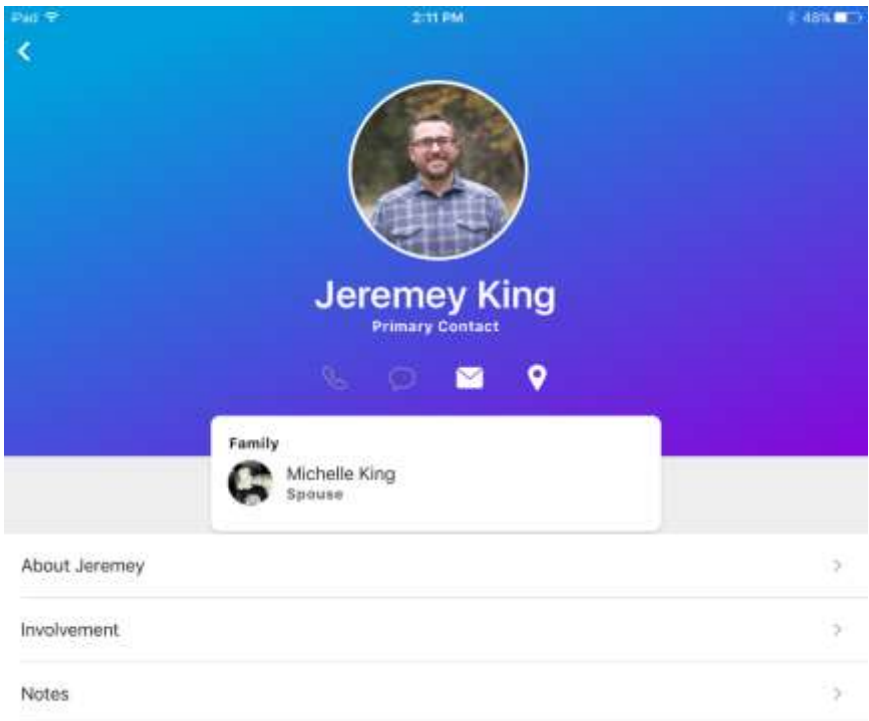 iPad 2:11 PM 48%
Jeremey King
Primary Contact
Family
Michelle King
Spouse
About Jeremey
Involvement
Notes